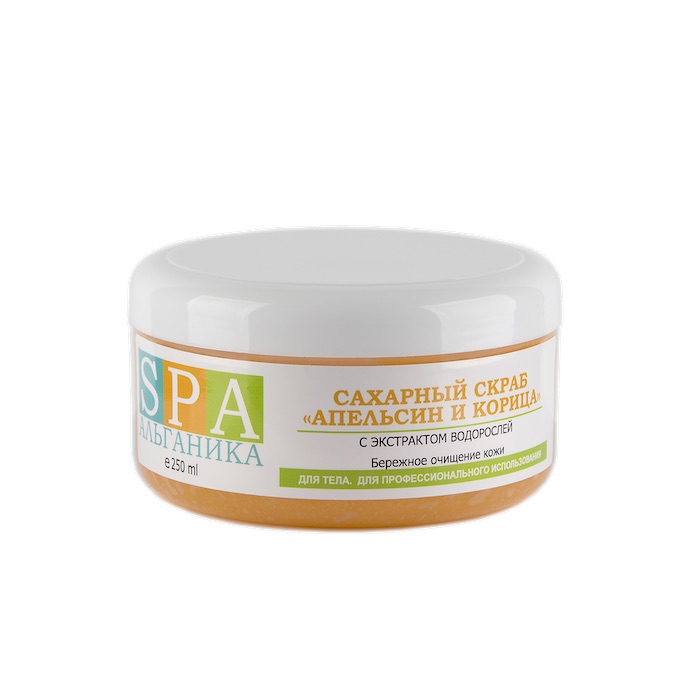 SPA
АЛЬГАНИКА
℮ 250 ml
САХАРНЫЙ СКРАБ
«АПЕЛЬСИН И КОРИЦА»
С ЭКСТРАКТОМ ВОДОРОСЛЕЙ
Бережное очищение кожи
ДЛЯ ТЕЛА. ДЛЯ ПРОФЕССИОНАЛЬНОГО ИСПОЛЬЗОВАНИЯ